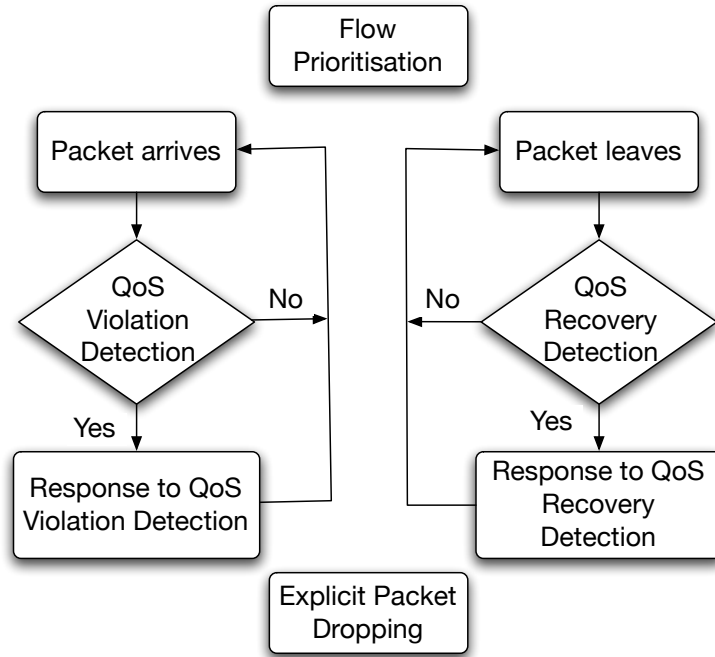 Flow
Prioritisation
Packet arrives
QoS
Violation
Detection
No
Yes
Response to QoS
Violation Detection
Packet leaves
QoS
Recovery
Detection
No
Yes
Response to QoS
Recovery
Detection
Explicit Packet
Dropping